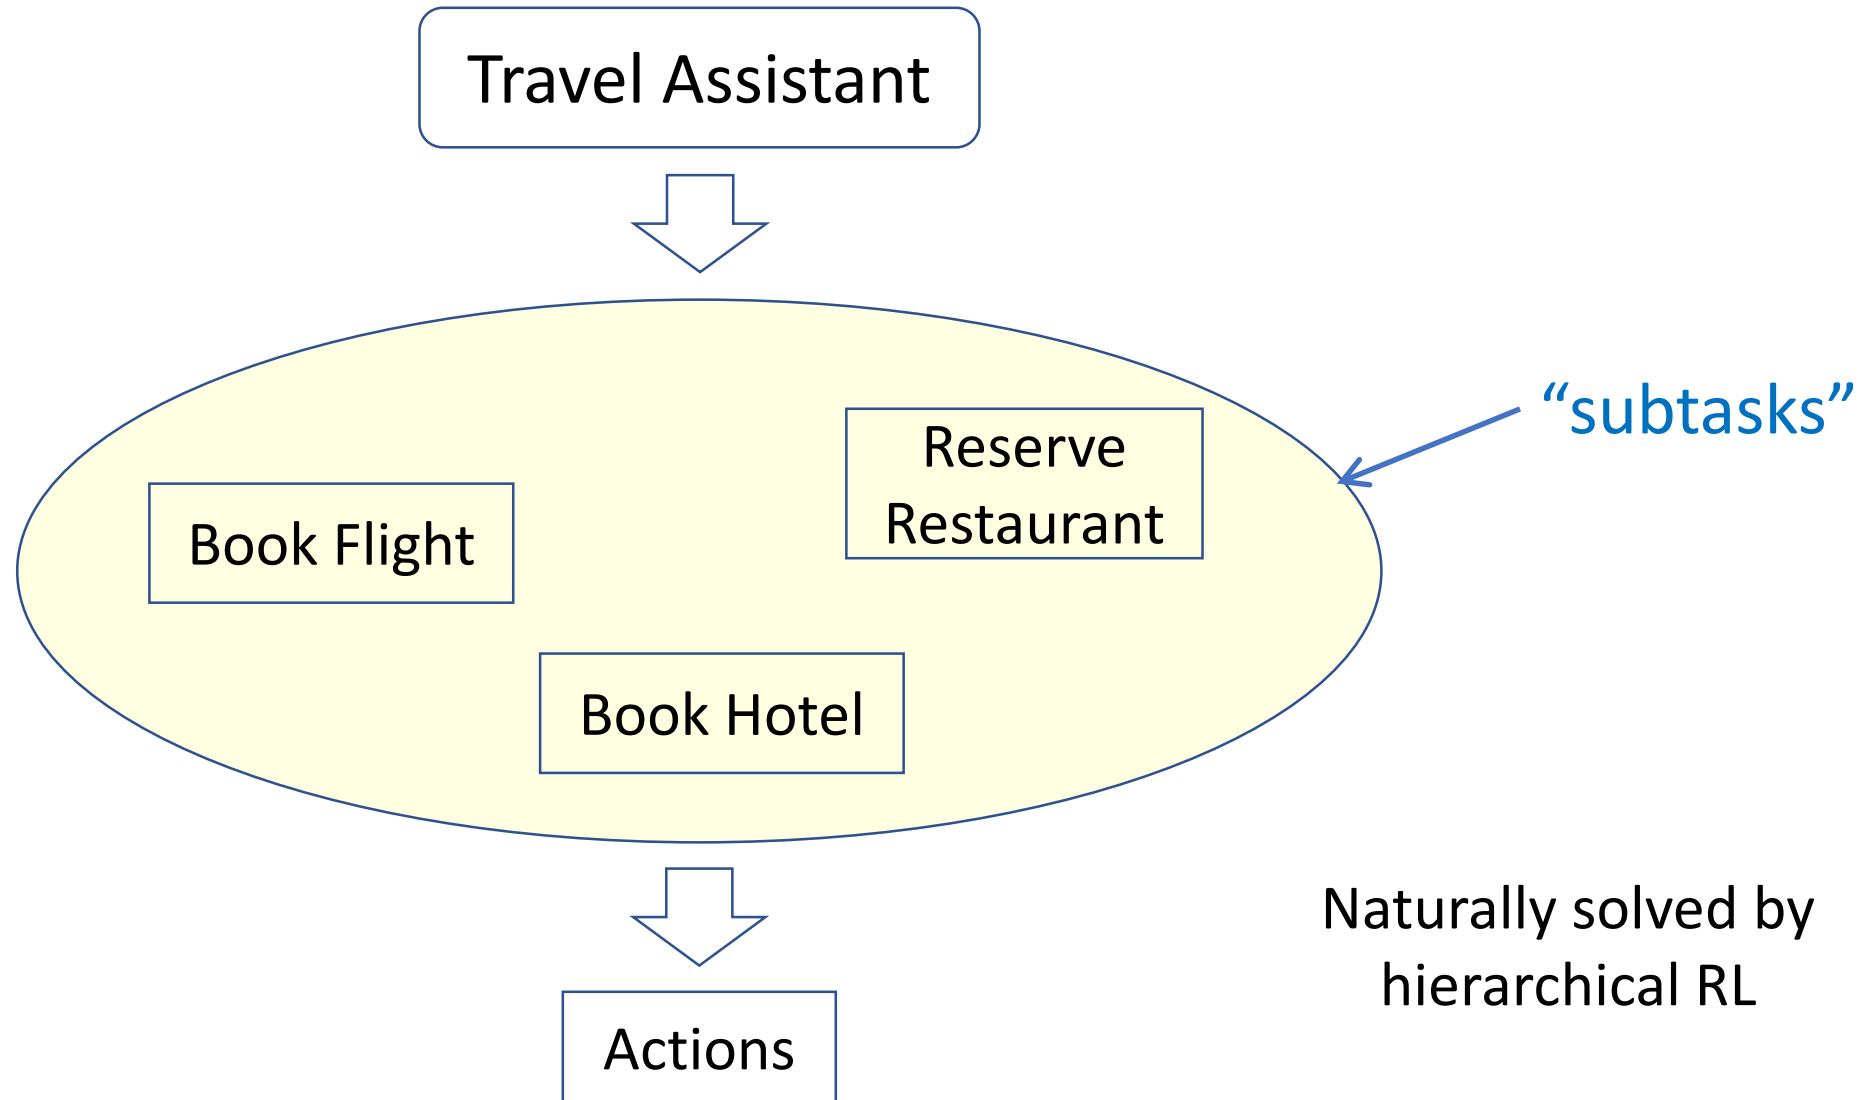 Travel Assistant
“subtasks”
Reserve
Restaurant
Book Flight
Book Hotel
Naturally solved by
hierarchical RL
Actions